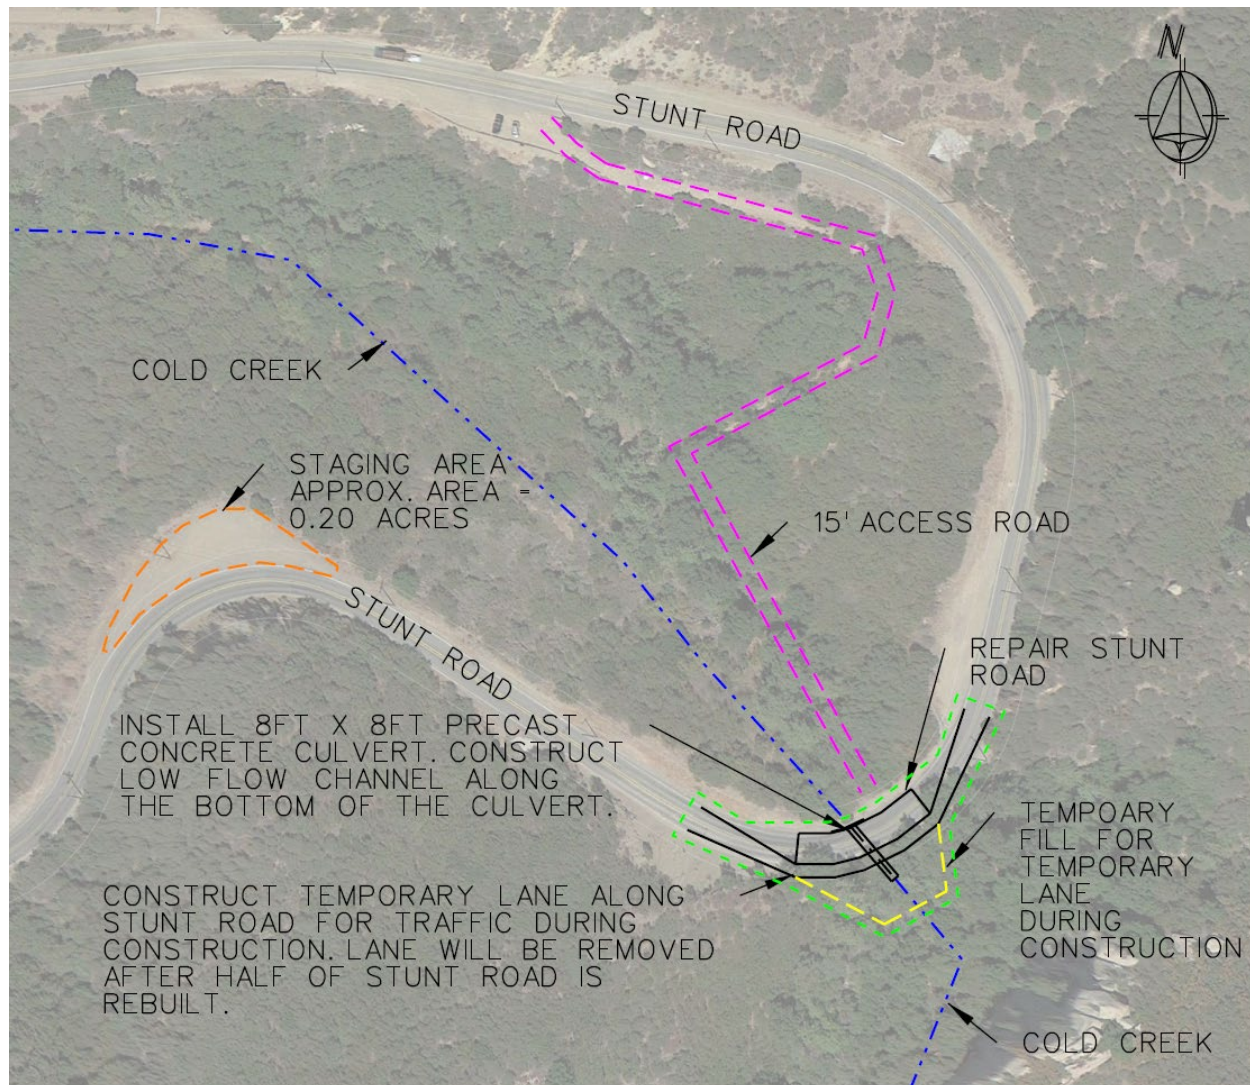 N
STUNT ROAD
COLD CREEK
STAGING AREA
APPROX. AREA =
0.20 ACRES
15' ACCESS ROAD
STUNT ROAD
REPAIR STUNT
ROAD
INSTALL 8FT X 8FT PRECAST
CONCRETE CULVERT. CONSTRUCT
LOW FLOW CHANNEL ALONG
THE BOTTOM OF THE CULVERT.
TEMPOARY
FILL FOR
TEMPORARY
LANE
DURING
CONSTRUCTION
CONSTRUCT TEMPORARY LANE ALONG
STUNT ROAD FOR TRAFFIC DURING
CONSTRUCTION. LANE WILL BE REMOVED
AFTER HALF OF STUNT ROAD IS
REBUILT.
COLD CREEK